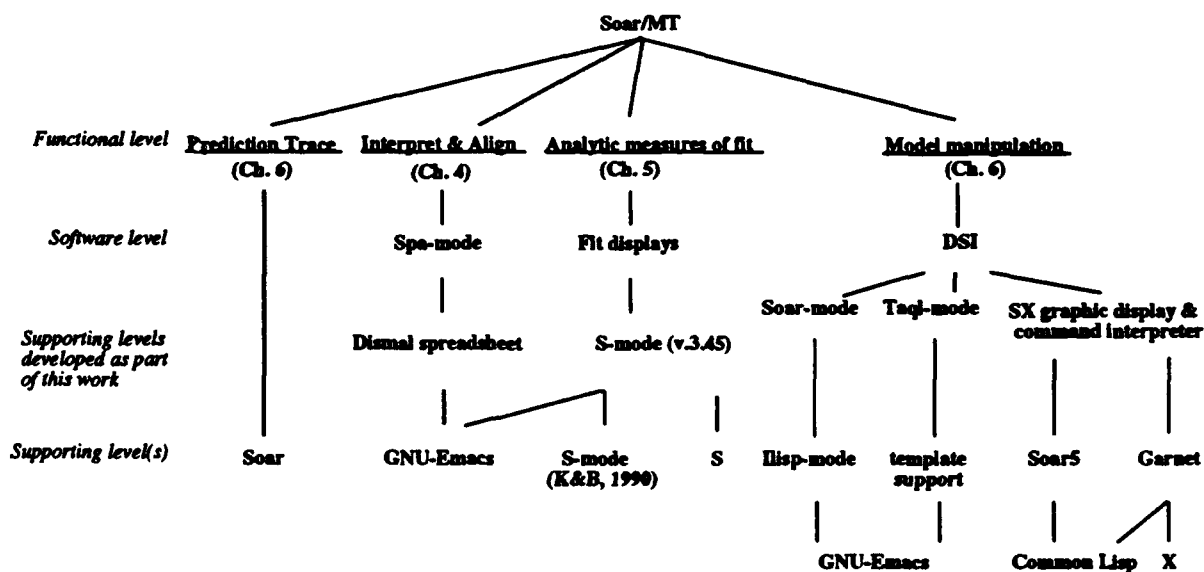 Soar/MT
Functional level Prediction Trace Interpret & Align Analytic measures of fit Model manipulation
(Ch. 6) (Ch. 4) (Ch. 5) (Ch. 6)
Software level Spa-mode Fit displays DSI
Soar-mode Taql-mode SX graphic display &
command interpreter
Supporting levels
developed as part
of this work
Dismal spreadsheet S-mode (v.3.45)
Supporting level(s) Soar GNU-Emacs S-mode S Ilisp-mode template Soar5 Garnet
(K&B, 1990) support
GNU-Emacs Common Lisp X